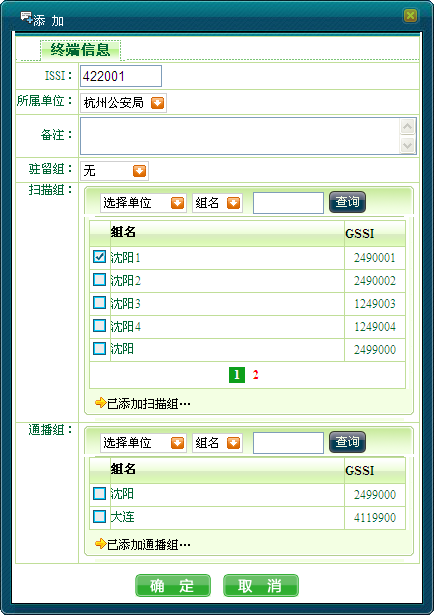 添 加
终端信息
ISSI： 422001
所属单位： 杭州公安局
备注：
驻留组： 无
扫描组：
选择单位 组名 查询
组名 GSSI
沈阳1 2490001
沈阳2 2490002
沈阳3 1249003
沈阳4 1249004
沈阳 2499000
1 2
已添加扫描组…
通播组：
选择单位 组名 查询
组名 GSSI
沈阳 2499000
大连 4119900
已添加通播组…
确 定 取 消